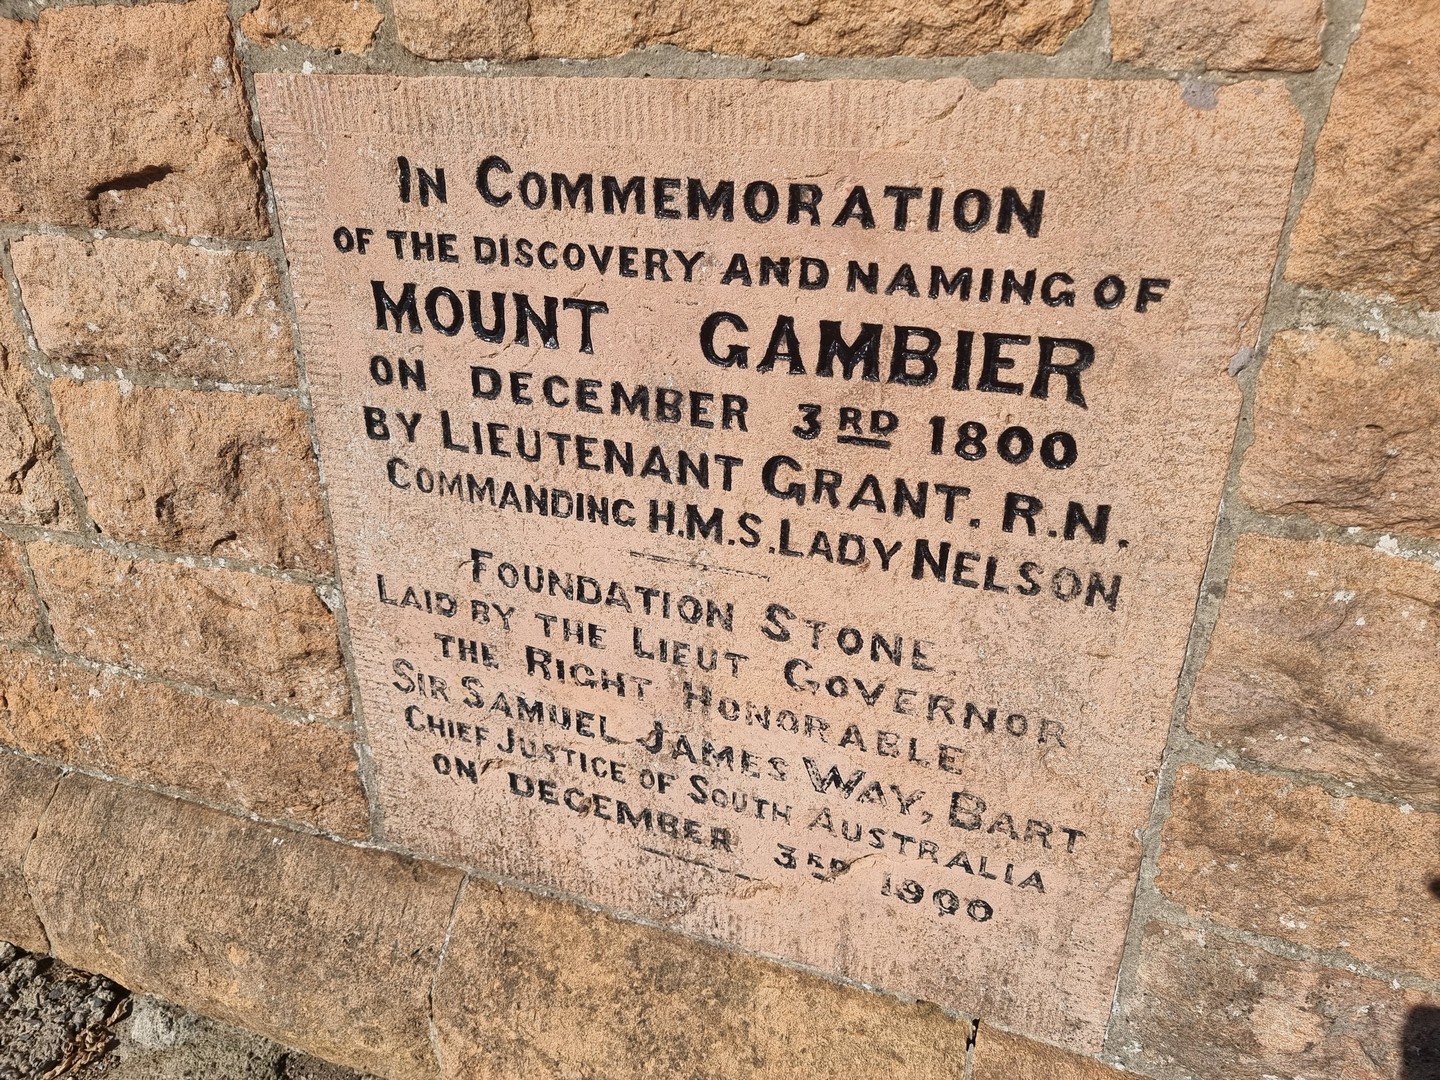 IN COMMEMORATION
OF THE DISCOVERY AND NAMING OF
MOUNT GAMBIER
ON DECEMBER 3RD 1800
BY LIEUTENANT GRANT. R.N.
COMMANDING H.M.S. LADY NELSON
FOUNDATION STONE
LAID BY THE LIEUT GOVERNOR
THE RIGHT HONORABLE
SIR SAMUEL JAMES WAY, BART
CHIEF JUSTICE OF SOUTH AUSTRALIA
ON DECEMBER 3RD 1900